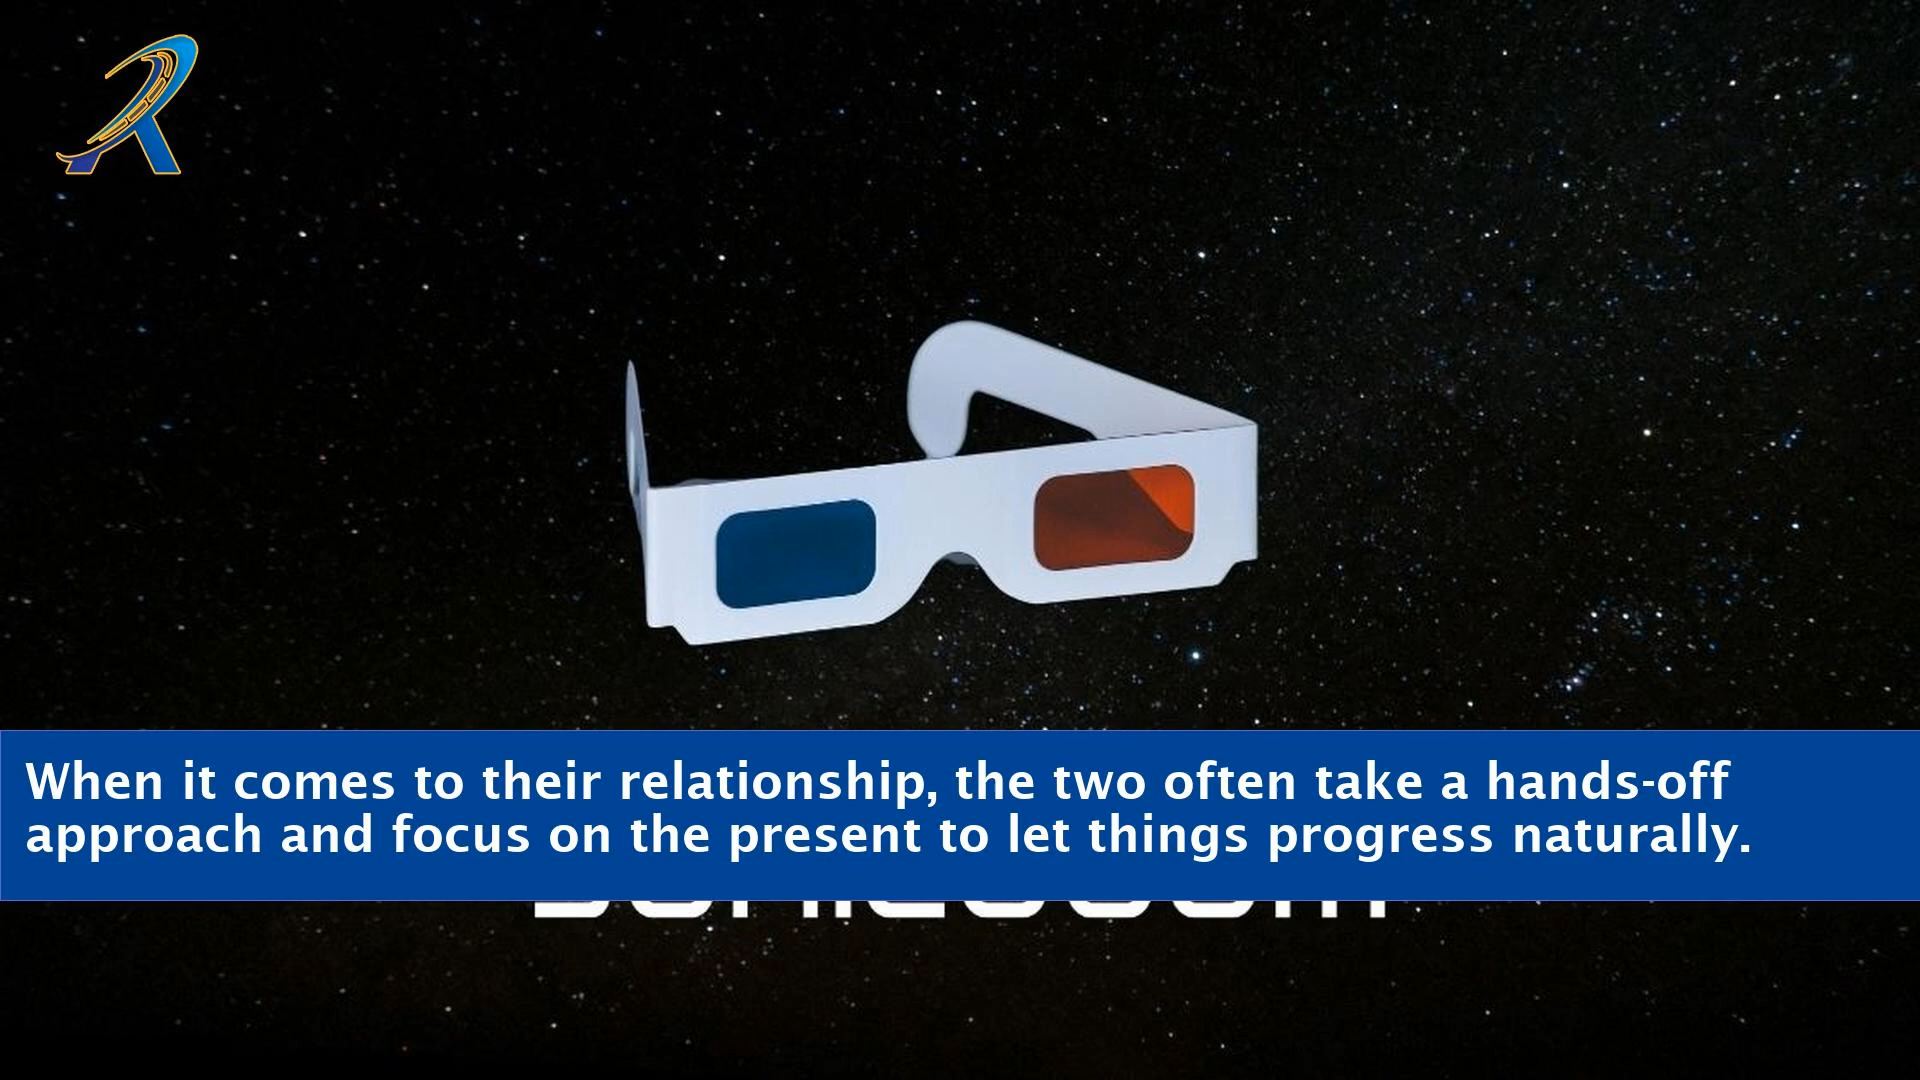 When it comes to their relationship, the two often take a hands-off
approach and focus on the present to let things progress naturally.